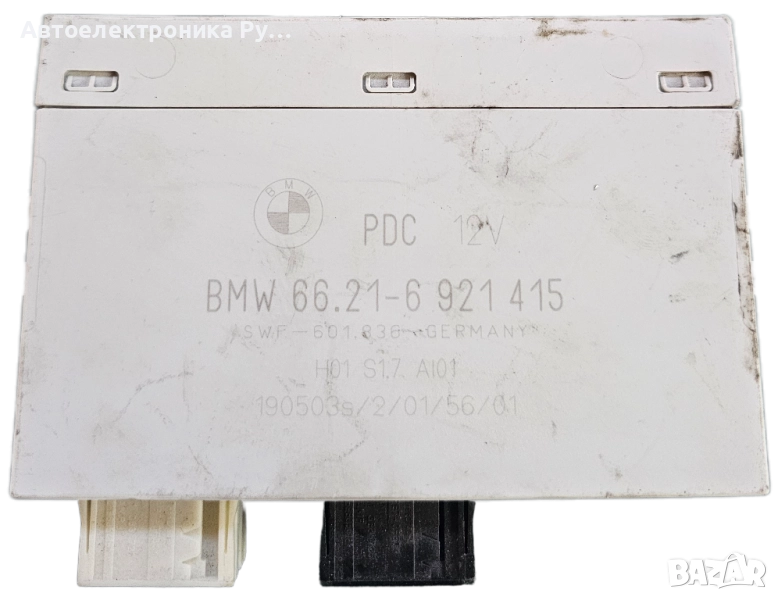 Автоелектроника Ру...
BMW
PDC 12V
BMW 66.21-6 921 415
SWF-601.836-GERMANY
H01 S1.7 AI01
190503s/2/01/56/01
BAZAR